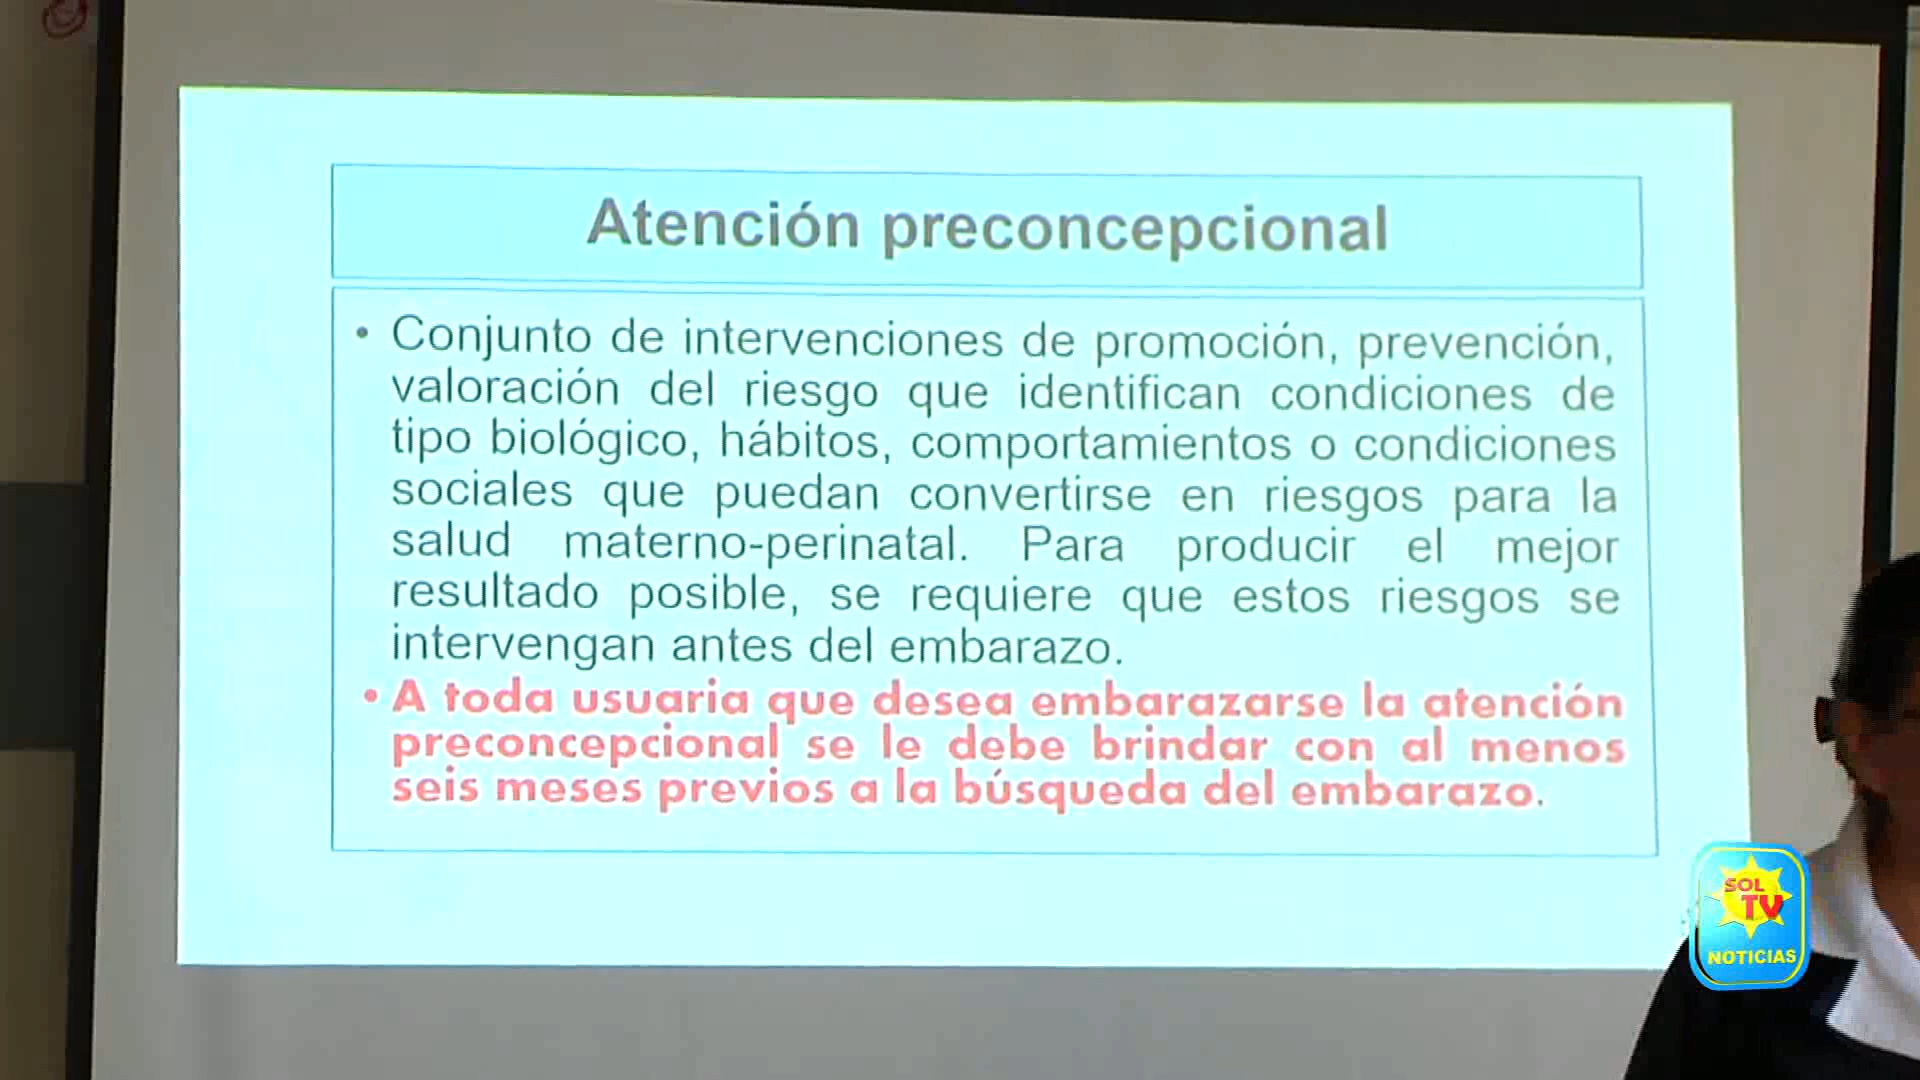 Atención preconcepcional
• Conjunto de intervenciones de promoción, prevención,
valoración del riesgo que identifican condiciones de
tipo biológico, hábitos, comportamientos o condiciones
sociales que puedan convertirse en riesgos para la
salud materno-perinatal. Para producir el mejor
resultado posible, se requiere que estos riesgos se
intervengan antes del embarazo.
• A toda usuaria que desea embarazarse la atención
preconcepcional se le debe brindar con al menos
seis meses previos a la búsqueda del embarazo.
SOL
TV
NOTICIAS